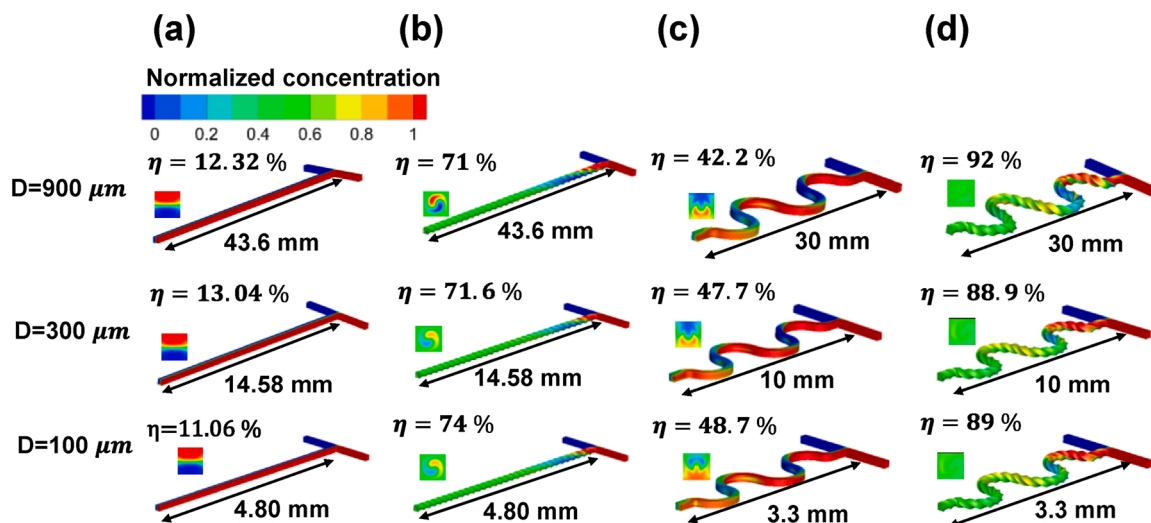 (a) (b) (c) (d)
Normalized concentration
0 0.2 0.4 0.6 0.8 1
η = 12.32 % η = 71 % η = 42.2 % η = 92 %
D=900 μm
43.6 mm 43.6 mm 30 mm 30 mm
η = 13.04 % η = 71.6 % η = 47.7 % η = 88.9 %
D=300 μm
14.58 mm 14.58 mm 10 mm 10 mm
η=11.06 % η = 74 % η = 48.7 % η = 89 %
D=100 μm
4.80 mm 4.80 mm 3.3 mm 3.3 mm